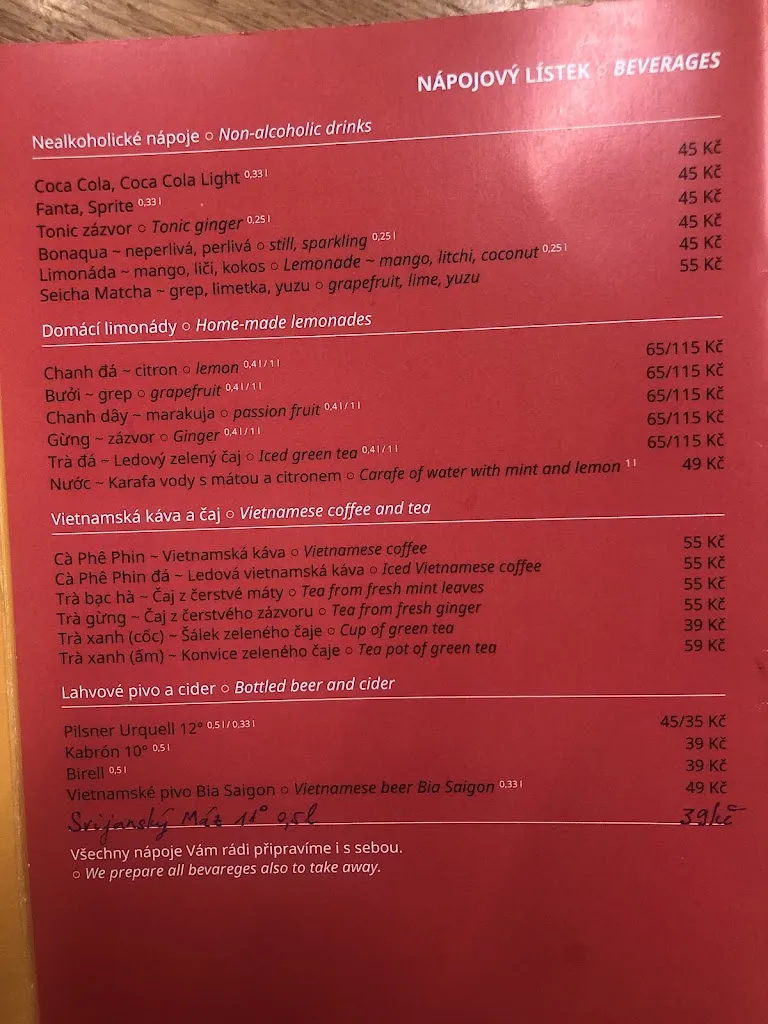 NÁPOJOVÝ LÍSTEK ○ BEVERAGES
Nealkoholické nápoje ○ Non-alcoholic drinks
Coca Cola, Coca Cola Light 0,33 l 45 Kč
Fanta, Sprite 0,33 l 45 Kč
Tonic zázvor ○ Tonic ginger 0,25 l 45 Kč
Bonaqua ~ neperlivá, perlivá ○ still, sparkling 0,25 l 45 Kč
Limonáda ~ mango, ličí, kokos ○ Lemonade ~ mango, litchi, coconut 0,25 l 45 Kč
Seicha Matcha ~ grep, limetka, yuzu ○ grapefruit, lime, yuzu 55 Kč
Domácí limonády ○ Home-made lemonades
Chanh đá ~ citron ○ lemon 0,4 l / 1 l 65/115 Kč
Bưởi ~ grep ○ grapefruit 0,4 l / 1 l 65/115 Kč
Chanh dây ~ marakuja ○ passion fruit 0,4 l / 1 l 65/115 Kč
Gừng ~ zázvor ○ Ginger 0,4 l / 1 l 65/115 Kč
Trà đá ~ Ledový zelený čaj ○ Iced green tea 0,4 l / 1 l 65/115 Kč
Nước ~ Karafa vody s mátou a citronem ○ Carafe of water with mint and lemon 1 l 49 Kč
Vietnamská káva a čaj ○ Vietnamese coffee and tea
Cà Phê Phin ~ Vietnamská káva ○ Vietnamese coffee 55 Kč
Cà Phê Phin đá ~ Ledová vietnamská káva ○ Iced Vietnamese coffee 55 Kč
Trà bạc hà ~ Čaj z čerstvé máty ○ Tea from fresh mint leaves 55 Kč
Trà gừng ~ Čaj z čerstvého zázvoru ○ Tea from fresh ginger 55 Kč
Trà xanh (cốc) ~ Šálek zeleného čaje ○ Cup of green tea 39 Kč
Trà xanh (ấm) ~ Konvice zeleného čaje ○ Tea pot of green tea 59 Kč
Lahvové pivo a cider ○ Bottled beer and cider
Pilsner Urquell 12° 0,5 l / 0,33 l 45/35 Kč
Kabrón 10° 0,5 l 39 Kč
Birell 0,5 l 39 Kč
Vietnamské pivo Bia Saigon ○ Vietnamese beer Bia Saigon 0,33 l 49 Kč
Svijanský Máz 11° 0,5l 39kč
Všechny nápoje Vám rádi připravíme i s sebou.
○ We prepare all bevareges also to take away.